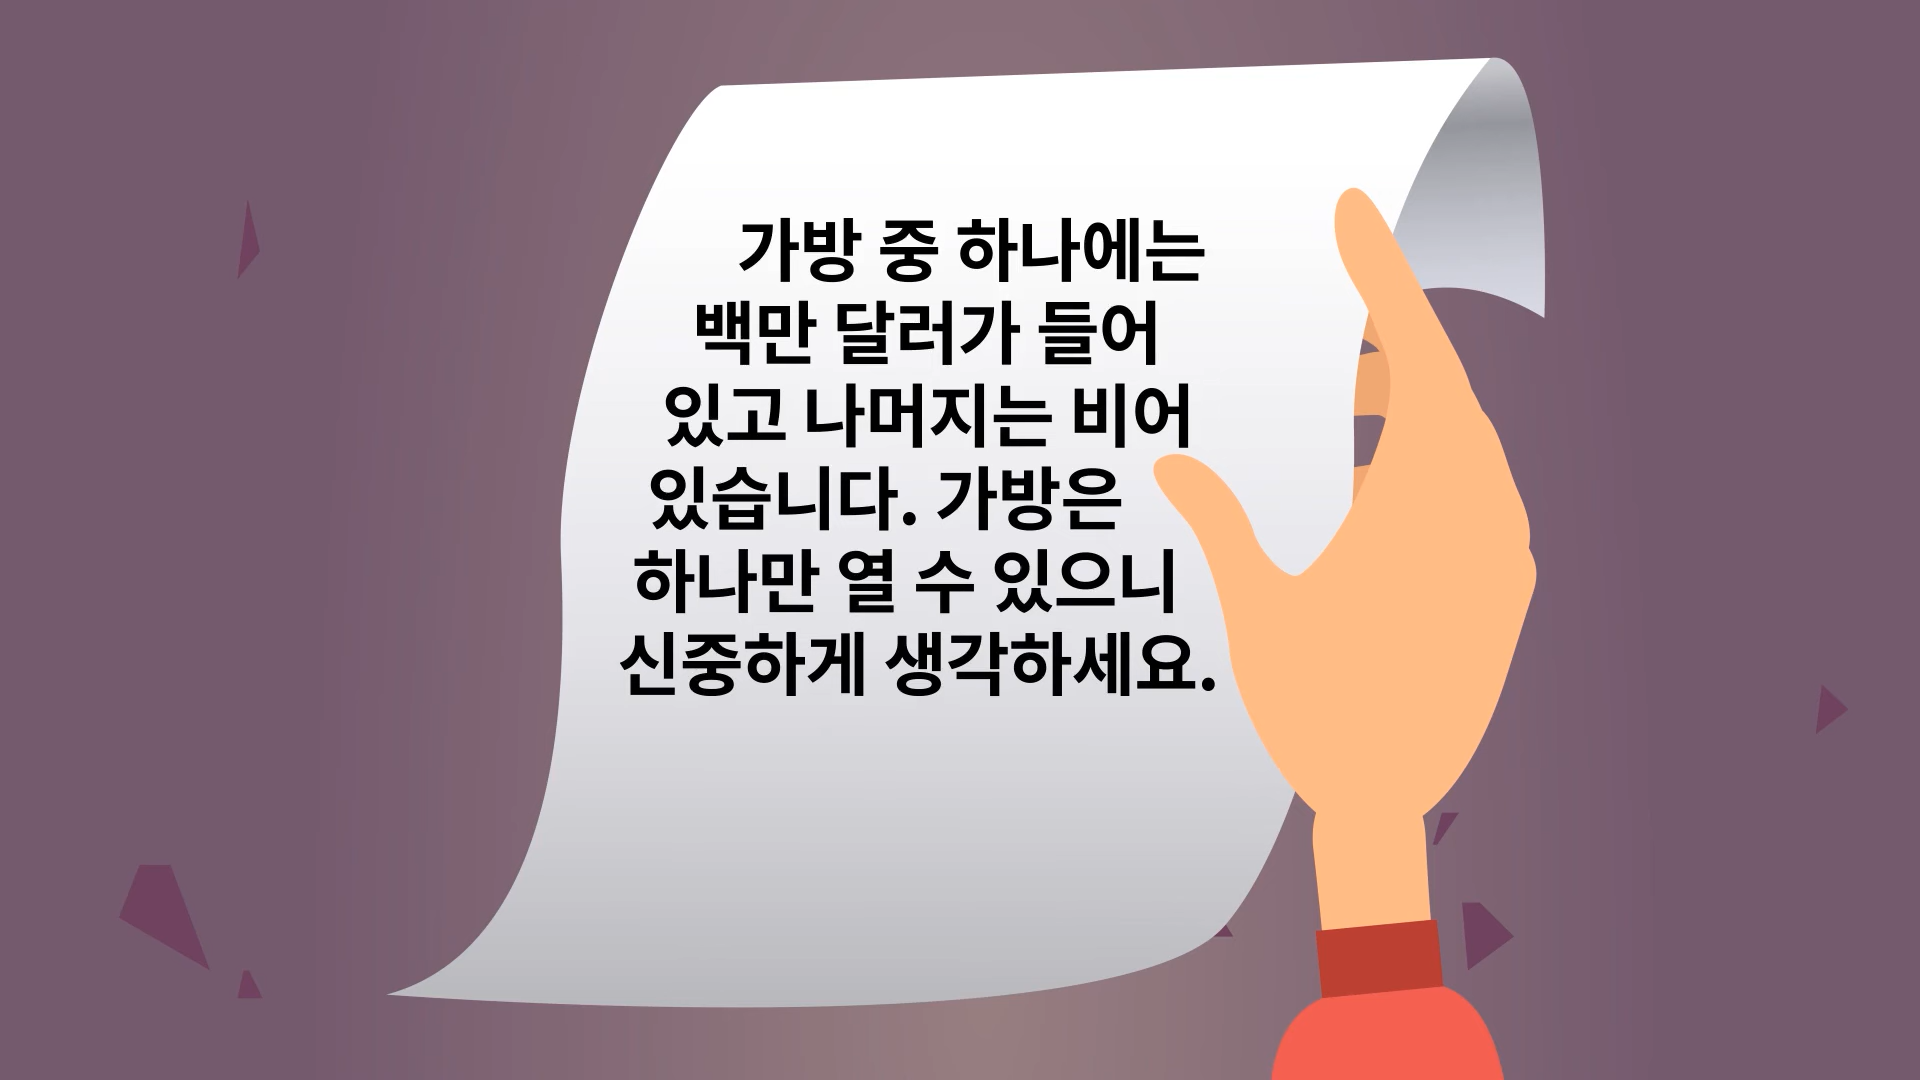 가방 중 하나에는
백만 달러가 들어
있고 나머지는 비어
있습니다. 가방은
하나만 열 수 있으니
신중하게 생각하세요.